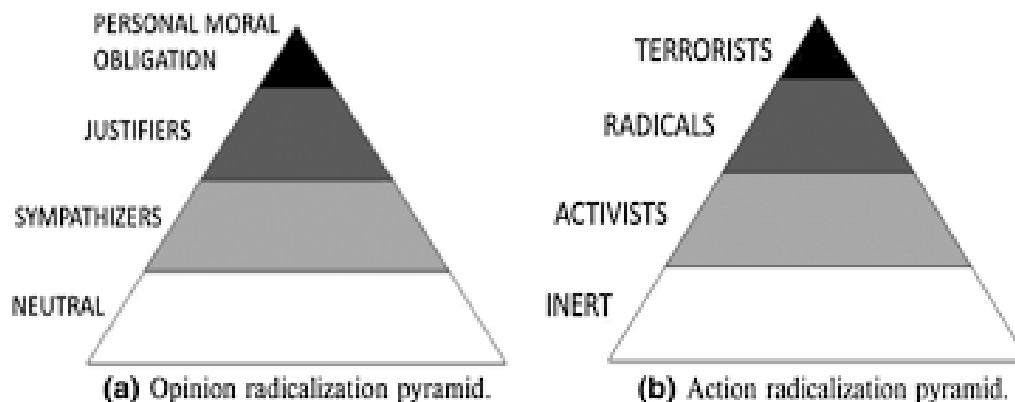 PERSONAL MORAL
OBLIGATION
JUSTIFIERS
SYMPATHIZERS
NEUTRAL
(a) Opinion radicalization pyramid.
TERRORISTS
RADICALS
ACTIVISTS
INERT
(b) Action radicalization pyramid.